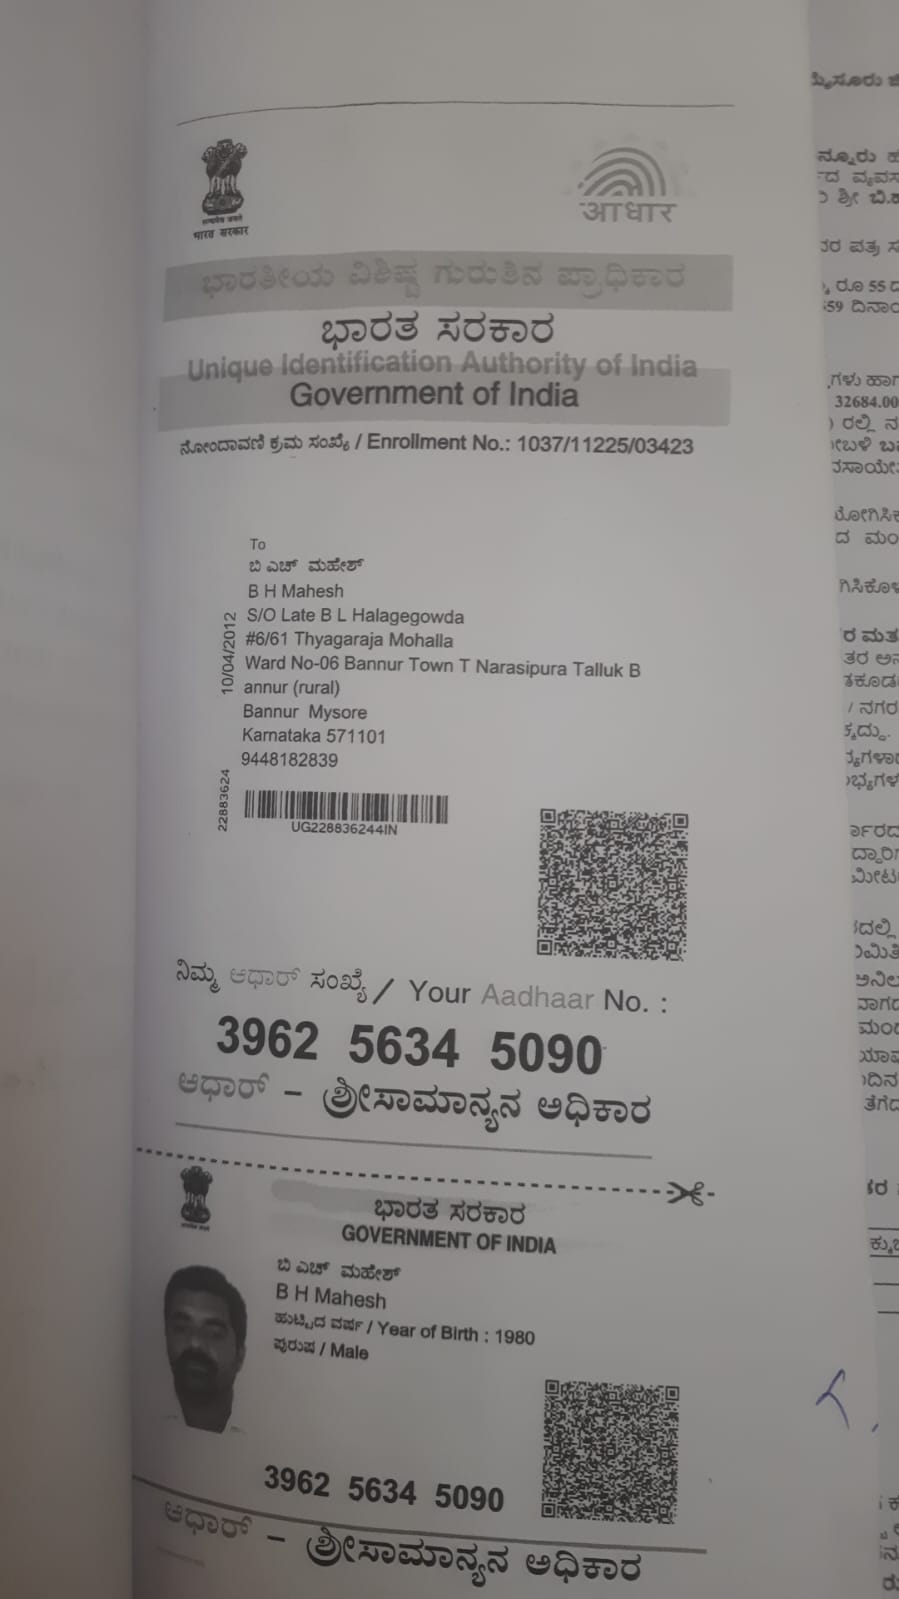 भारत सरकार
आधार
ಭಾರತೀಯ ವಿಶಿಷ್ಟ ಗುರುತಿನ ಪ್ರಾಧಿಕಾರ
ಭಾರತ ಸರಕಾರ
Unique Identification Authority of India
Government of India
ನೋಂದಾವಣಿ ಕ್ರಮ ಸಂಖ್ಯೆ / Enrollment No.: 1037/11225/03423
To
ಬಿ ಎಚ್ ಮಹೇಶ್
B H Mahesh
S/O Late B L Halagegowda
#6/61 Thyagaraja Mohalla
Ward No-06 Bannur Town T Narasipura Talluk B
annur (rural)
Bannur Mysore
Karnataka 571101
9448182839
10/04/2012
22883624
UG228836244IN
ನಿಮ್ಮ ಆಧಾರ್ ಸಂಖ್ಯೆ / Your Aadhaar No. :
3962 5634 5090
ಆಧಾರ್ – ಶ್ರೀಸಾಮಾನ್ಯನ ಅಧಿಕಾರ
ಭಾರತ ಸರಕಾರ
GOVERNMENT OF INDIA
ಬಿ ಎಚ್ ಮಹೇಶ್
B H Mahesh
ಹುಟ್ಟಿದ ವರ್ಷ / Year of Birth : 1980
ಪುರುಷ / Male
3962 5634 5090
ಆಧಾರ್ – ಶ್ರೀಸಾಮಾನ್ಯನ ಅಧಿಕಾರ